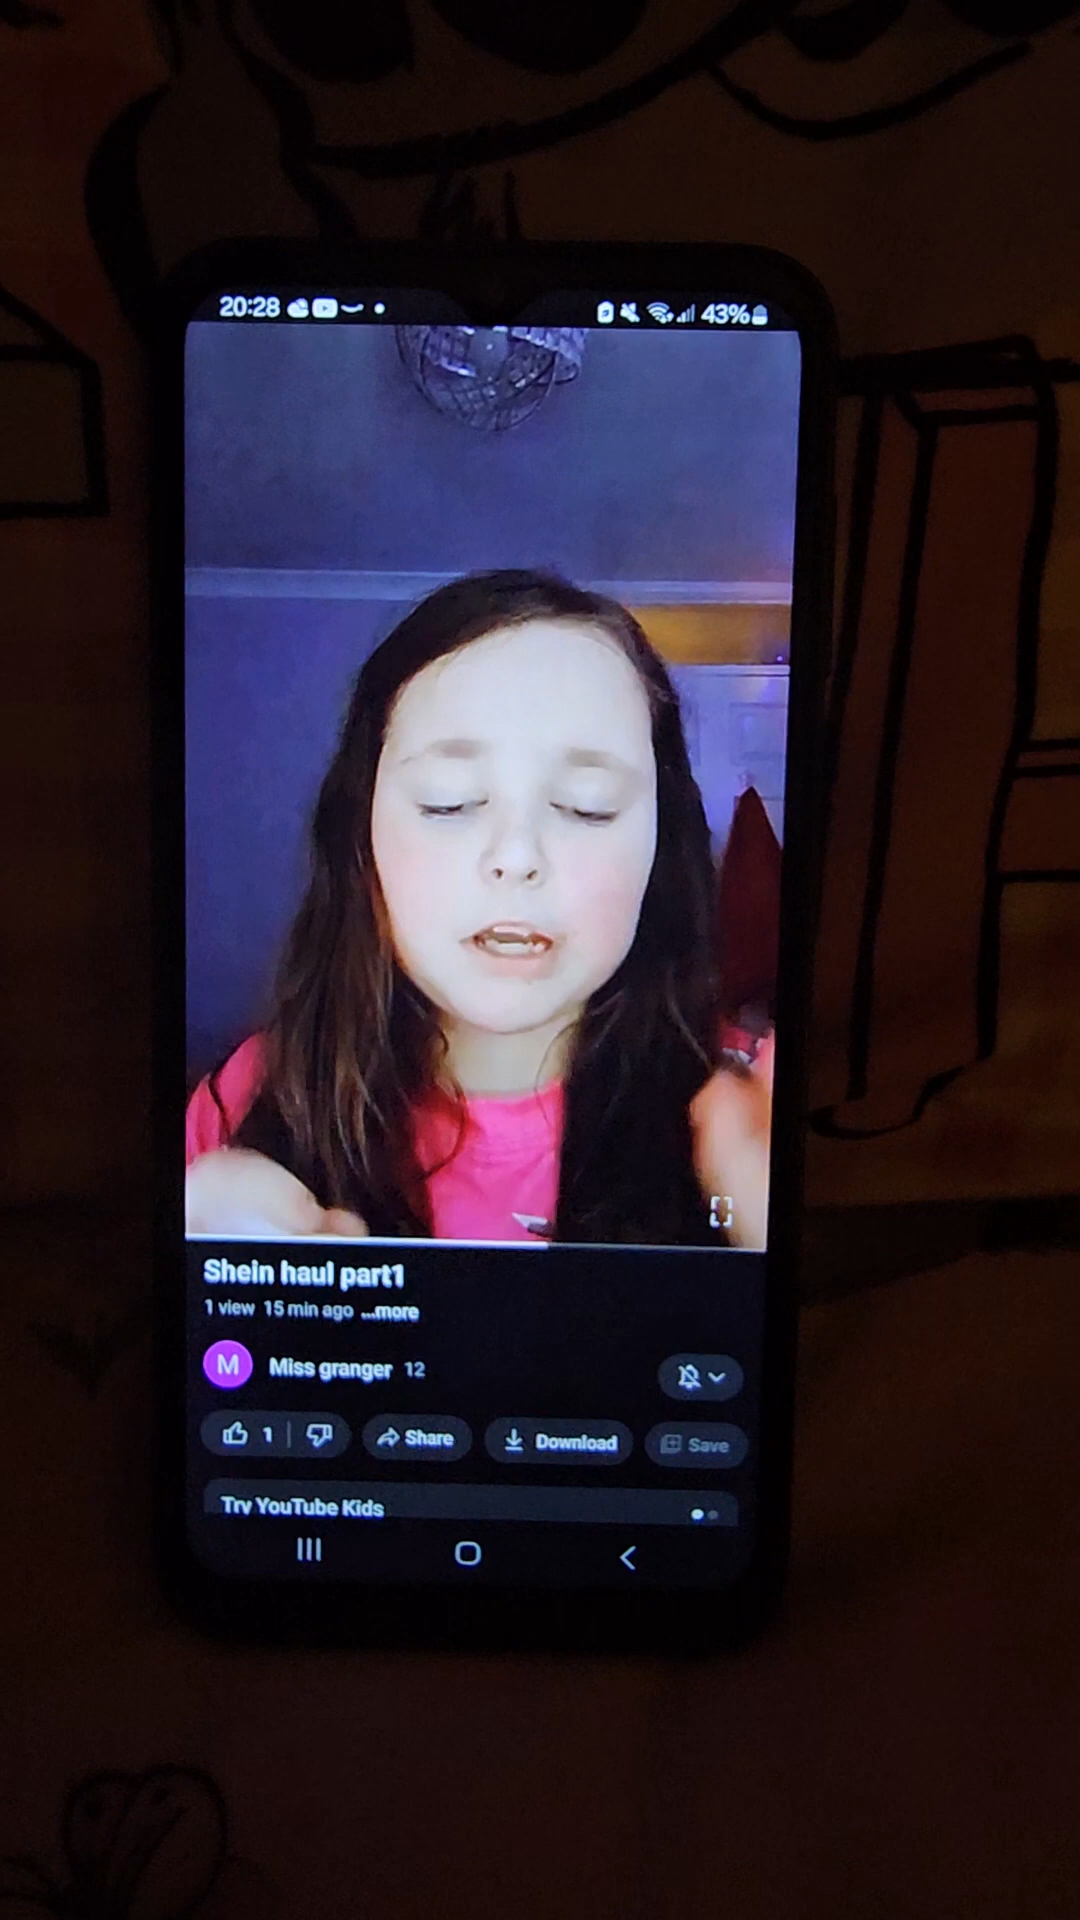 20:28 43%
Shein haul part1
1 view 15 min ago ...more
M Miss granger 12
1 Share Download Save
Try YouTube Kids